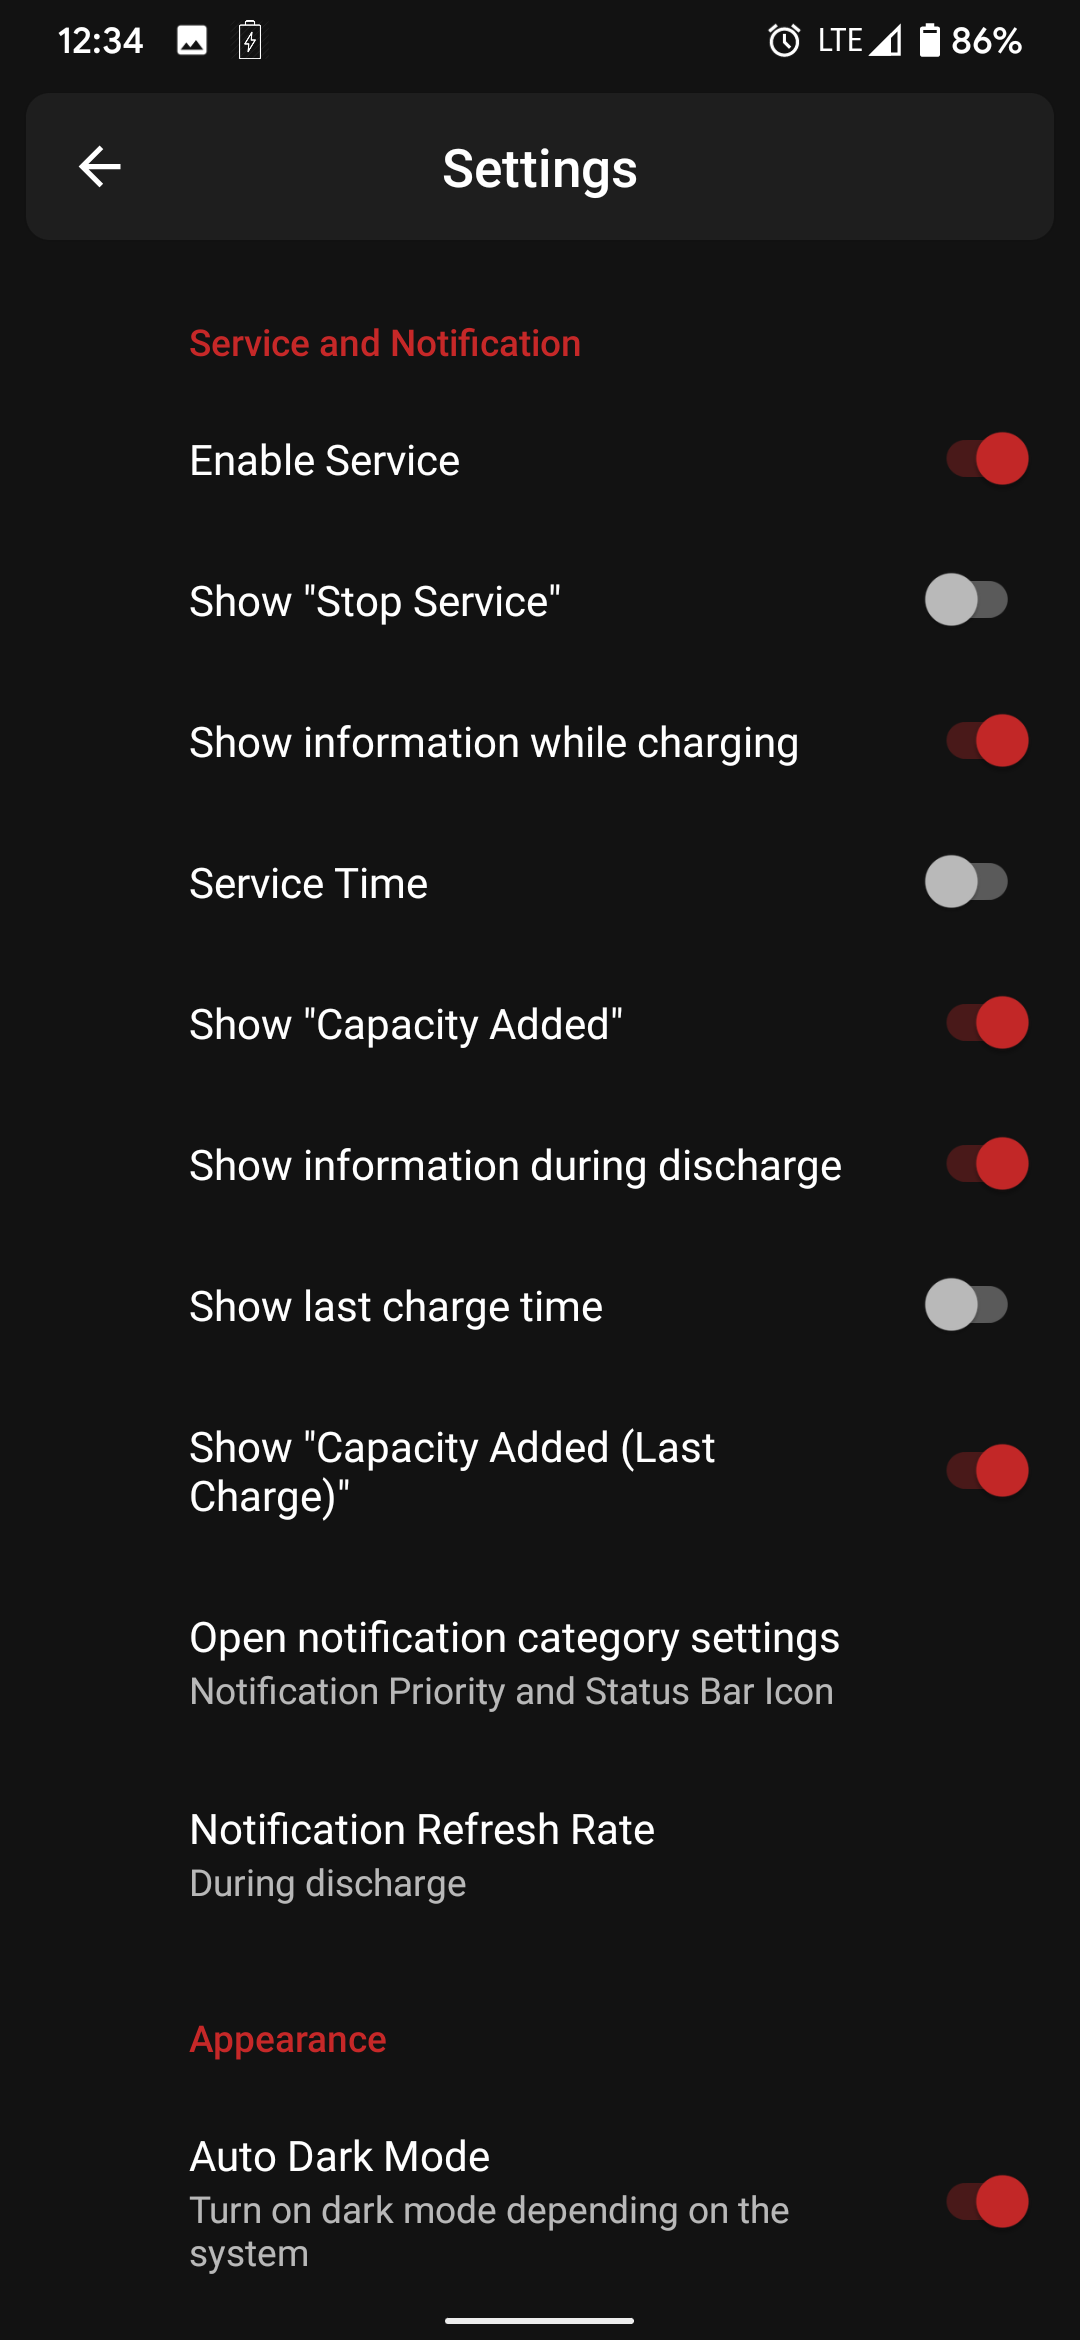 12:34 LTE 86%
Settings
Service and Notification
Enable Service
Show "Stop Service"
Show information while charging
Service Time
Show "Capacity Added"
Show information during discharge
Show last charge time
Show "Capacity Added (Last
Charge)"
Open notification category settings
Notification Priority and Status Bar Icon
Notification Refresh Rate
During discharge
Appearance
Auto Dark Mode
Turn on dark mode depending on the
system